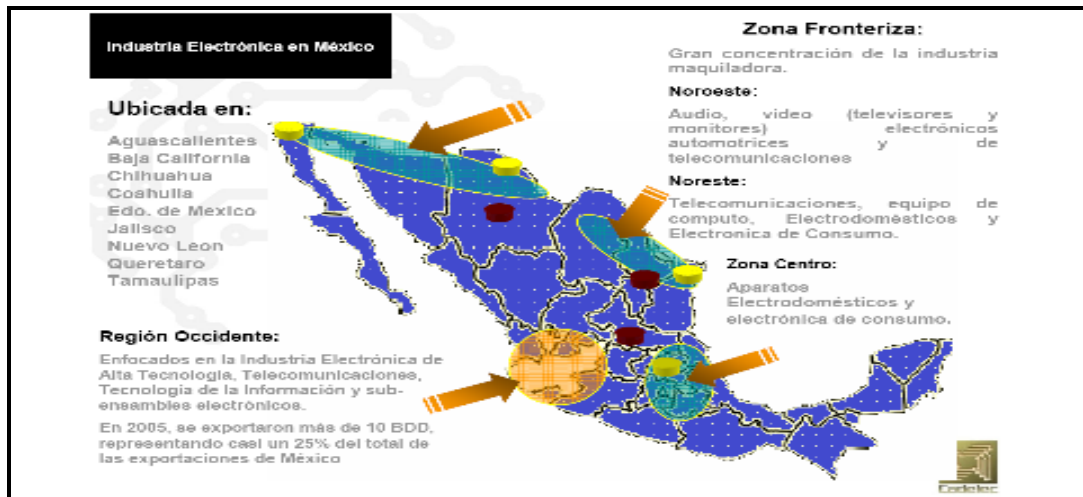 Industria Electrónica en México
Ubicada en:
Aguascalientes
Baja California
Chihuahua
Coahuila
Edo. de Mexico
Jalisco
Nuevo Leon
Queretaro
Tamaulipas
Región Occidente:
Enfocados en la Industria Electrónica de
Alta Tecnología, Telecomunicaciones,
Tecnología de la Información y sub-
ensambles electrónicos.
En 2005, se exportaron más de 10 BDD,
representando casi un 25% del total de
las exportaciones de México
Zona Fronteriza:
Gran concentración de la industria
maquiladora.
Noroeste:
Audio, video (televisores y
monitores) electrónicos
automotrices y de
telecomunicaciones
Noreste:
Telecomunicaciones, equipo de
computo, Electrodomésticos y
Electronica de Consumo.
Zona Centro:
Aparatos
Electrodomésticos y
electrónica de consumo.
Cadelec